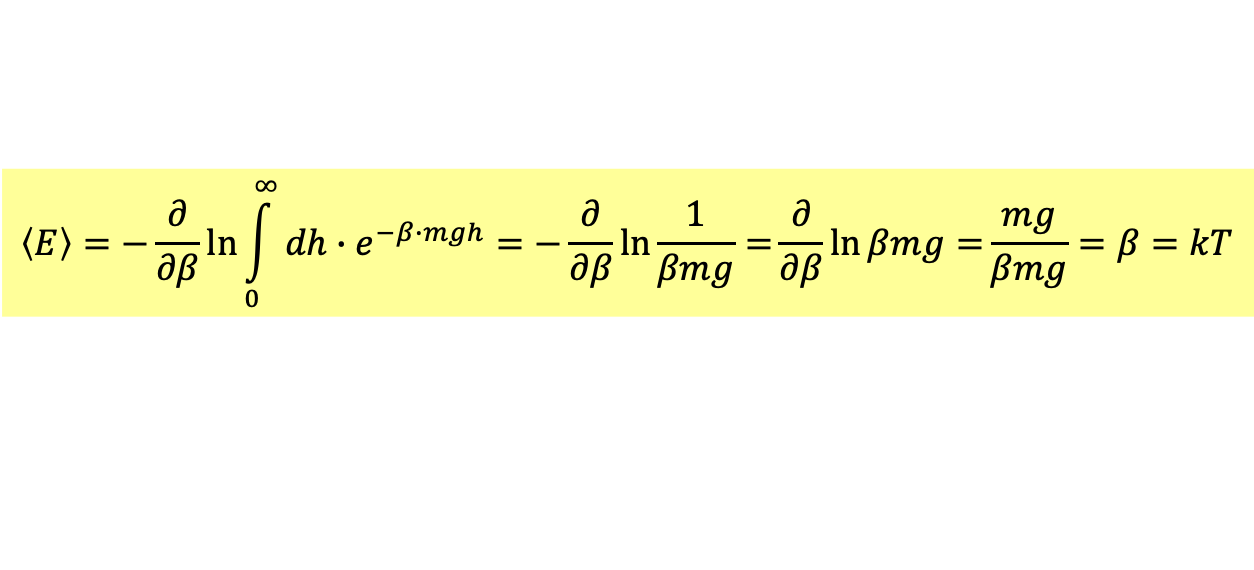 ⟨E⟩ = −∂/∂β ln ∫₀^∞ dh · e^{−β·mgh} = −∂/∂β ln 1/βmg = ∂/∂β ln βmg = mg/βmg = β = kT